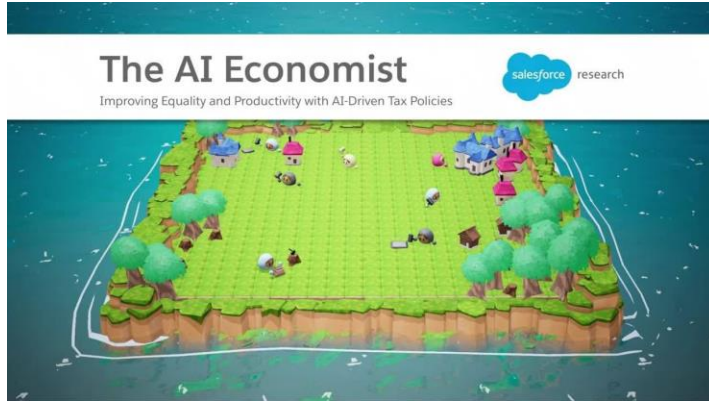 The AI Economist
Improving Equality and Productivity with AI-Driven Tax Policies
salesforce research